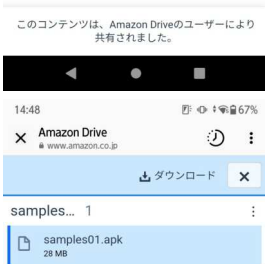 このコンテンツは、Amazon Driveのユーザーにより
共有されました。
14:48
67%
Amazon Drive
www.amazon.co.jp
ダウンロード
samples... 1
samples01.apk
28 MB